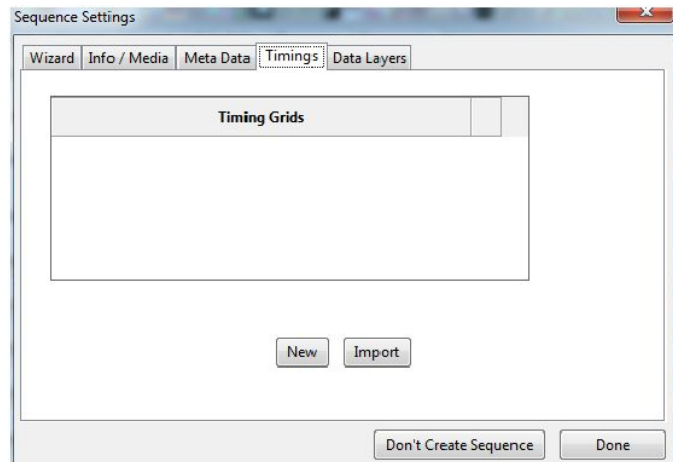 Sequence Settings
Wizard Info / Media Meta Data Timings Data Layers
Timing Grids
New Import
Don't Create Sequence Done